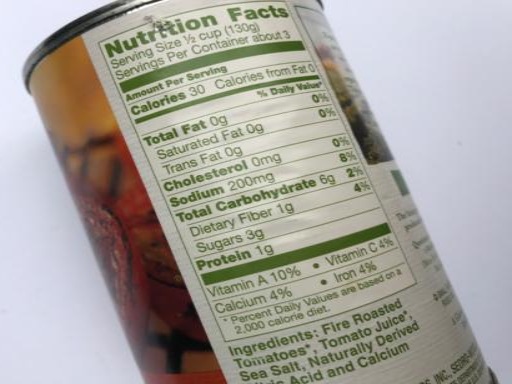 Nutrition Facts
Serving Size ½ cup (130g)
Servings Per Container about 3
Amount Per Serving
Calories 30 Calories from Fat 0
% Daily Value*
Total Fat 0g 0%
Saturated Fat 0g 0%
Trans Fat 0g
Cholesterol 0mg 0%
Sodium 200mg 8%
Total Carbohydrate 6g 2%
Dietary Fiber 1g 4%
Sugars 3g
Protein 1g
Vitamin A 10% • Vitamin C 4%
Calcium 4% • Iron 4%
* Percent Daily Values are based on a
2,000 calorie diet.
Ingredients: Fire Roasted
Tomatoes*, Tomato Juice*,
Sea Salt, Naturally Derived
Acid and Calcium
INC.